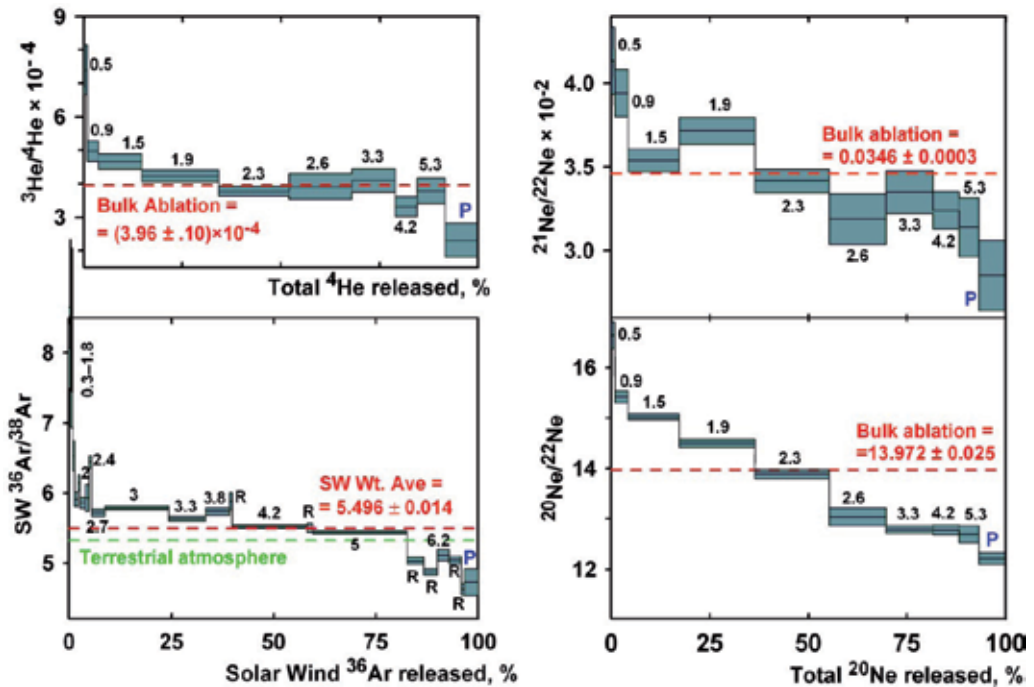 ³He/⁴He × 10⁻⁴
9
6
3
0.5
0.9
1.5
1.9
2.3
2.6
3.3
4.2
5.3
P
Bulk Ablation =
= (3.96 ± .10)×10⁻⁴
Total ⁴He released, %
²¹Ne/²²Ne × 10⁻²
4.0
3.5
3.0
0.5
0.9
1.5
1.9
2.3
2.6
3.3
4.2
5.3
P
Bulk ablation =
= 0.0346 ± 0.0003
SW ³⁶Ar/³⁸Ar
8
7
6
5
0.3–1.8
2
2.4
2.7
3
3.3
3.8
R
4.2
R
5
R
R
6.2
R
R
P
SW Wt. Ave =
= 5.496 ± 0.014
Terrestrial atmosphere
0 25 50 75 100
Solar Wind ³⁶Ar released, %
²⁰Ne/²²Ne
16
14
12
0.5
0.9
1.5
1.9
2.3
2.6
3.3
4.2
5.3
P
Bulk ablation =
=13.972 ± 0.025
0 25 50 75 100
Total ²⁰Ne released, %